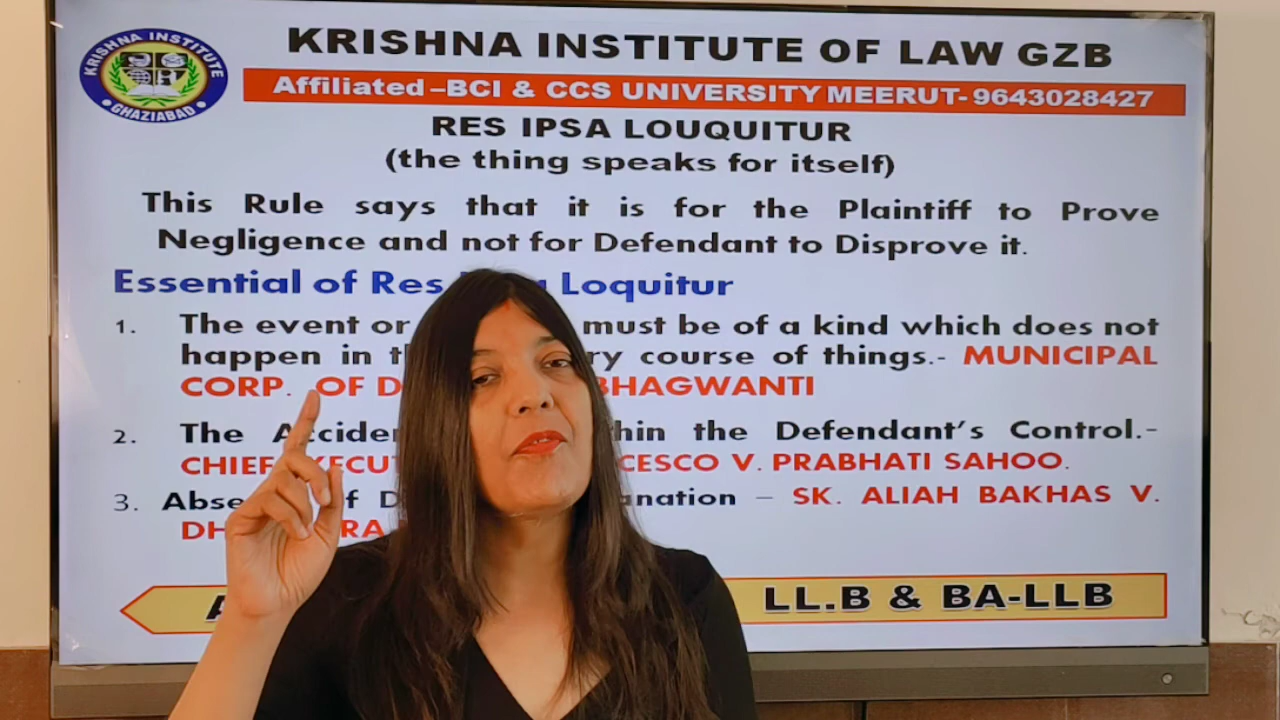 KRISHNA INSTITUTE
GHAZIABAD
KRISHNA INSTITUTE OF LAW GZB
Affiliated –BCI & CCS UNIVERSITY MEERUT- 9643028427
RES IPSA LOUQUITUR
(the thing speaks for itself)
This Rule says that it is for the Plaintiff to Prove
Negligence and not for Defendant to Disprove it.
Essential of Res Loquitur
1. The event or must be of a kind which does not
happen in course of things.- MUNICIPAL
CORP. OF BHAGWANTI
2. The the Defendant's Control.-
CESCO V. PRABHATI SAHOO.
3. – SK. ALIAH BAKHAS V.
LL.B & BA-LLB